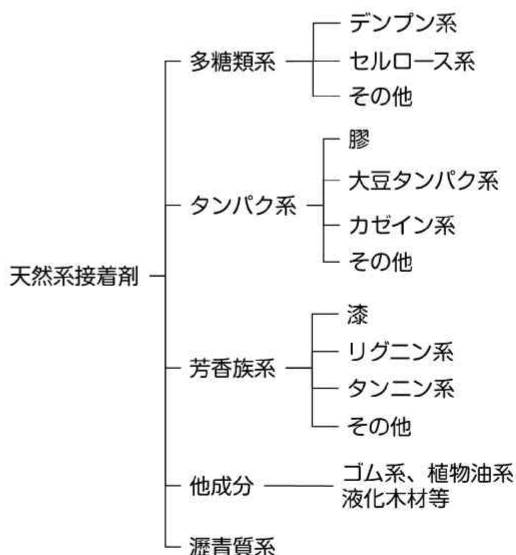 天然系接着剤
多糖類系
デンプン系
セルロース系
その他
タンパク系
膠
大豆タンパク系
カゼイン系
その他
芳香族系
漆
リグニン系
タンニン系
その他
他成分
ゴム系、植物油系
液化木材等
瀝青質系